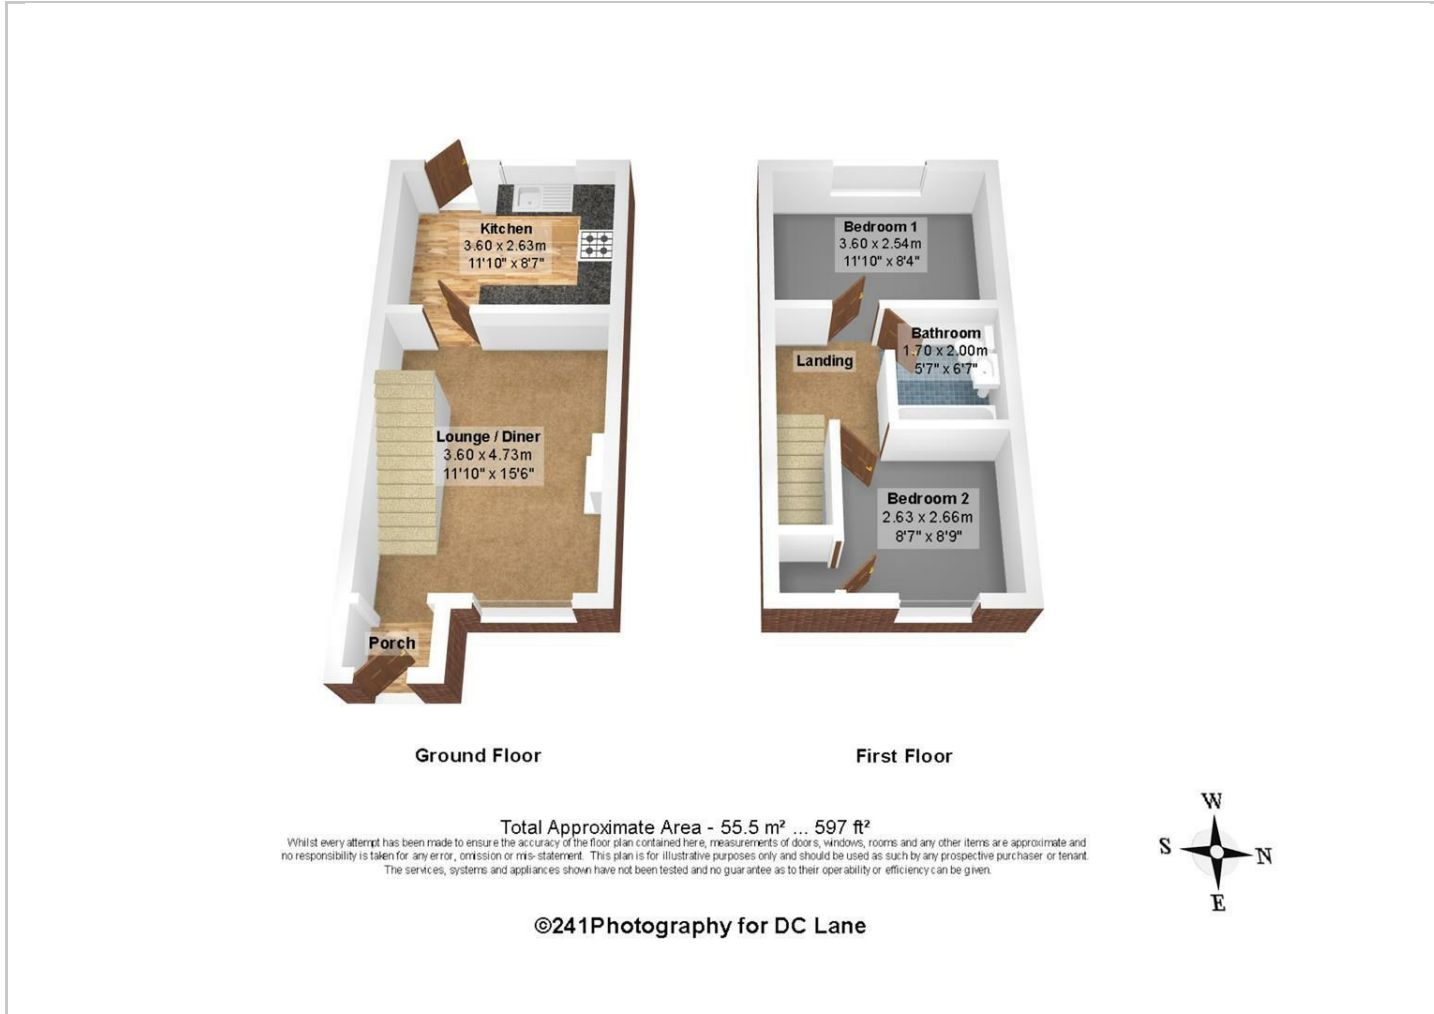 Kitchen
3.60 x 2.63m
11'10" x 8'7"
Lounge / Diner
3.60 x 4.73m
11'10" x 15'6"
Porch
Ground Floor
Bedroom 1
3.60 x 2.54m
11'10" x 8'4"
Bathroom
1.70 x 2.00m
5'7" x 6'7"
Landing
Bedroom 2
2.63 x 2.66m
8'7" x 8'9"
First Floor
Total Approximate Area - 55.5 m² ... 597 ft²
Whilst every attempt has been made to ensure the accuracy of the floor plan contained here, measurements of doors, windows, rooms and any other items are approximate and
no responsibility is taken for any error, omission or mis-statement. This plan is for illustrative purposes only and should be used as such by any prospective purchaser or tenant.
The services, systems and appliances shown have not been tested and no guarantee as to their operability or efficiency can be given.
©241Photography for DC Lane
W
S
N
E